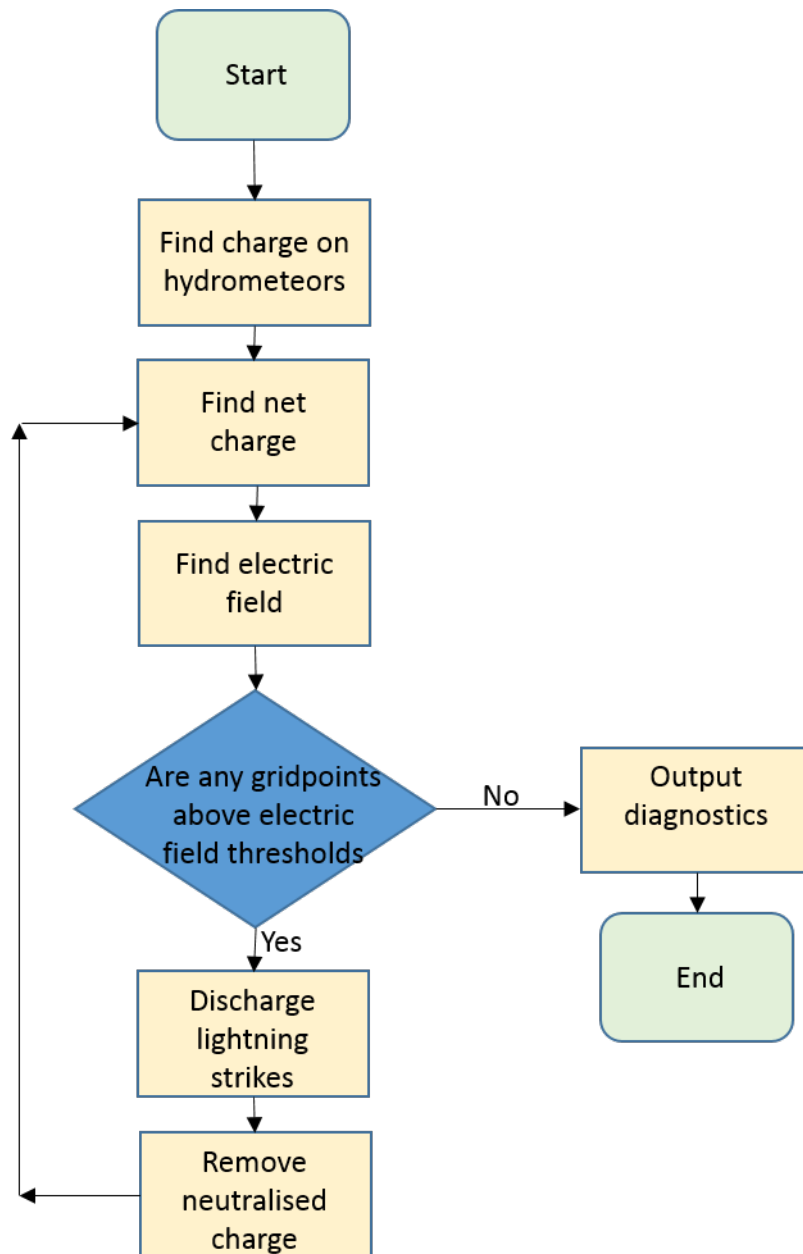 Start
Find charge on
hydrometeors
Find net
charge
Find electric
field
Are any gridpoints
above electric
field thresholds
No
Output
diagnostics
Yes
End
Discharge
lightning
strikes
Remove
neutralised
charge